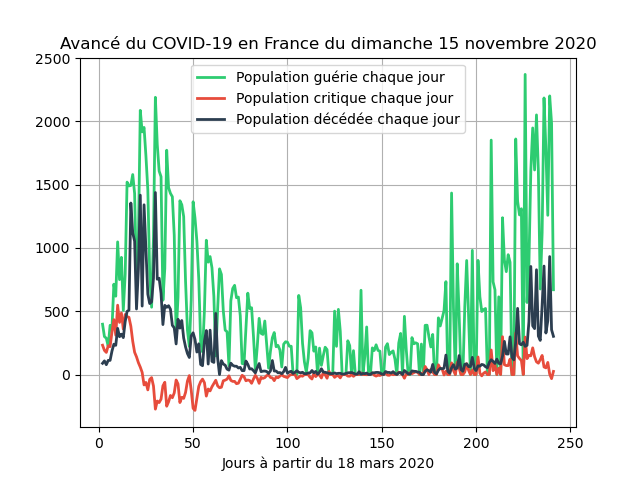 Avancé du COVID-19 en France du dimanche 15 novembre 2020
Population guérie chaque jour
Population critique chaque jour
Population décédée chaque jour
2500
2000
1500
1000
500
0
0 50 100 150 200 250
Jours à partir du 18 mars 2020